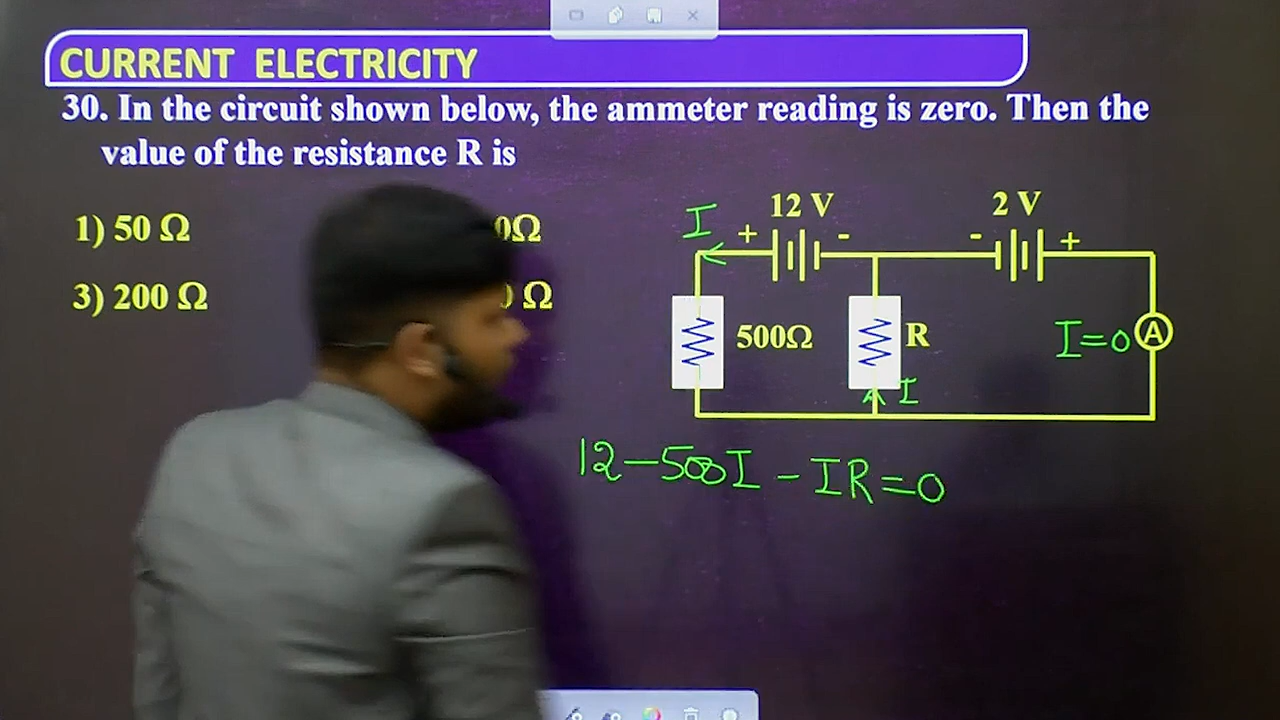 CURRENT ELECTRICITY
30. In the circuit shown below, the ammeter reading is zero. Then the
value of the resistance R is
1) 50 Ω
0Ω
3) 200 Ω
Ω
I
12 V
2 V
+
-
-
+
500Ω
R
I=0
A
I
12-500I - IR=0